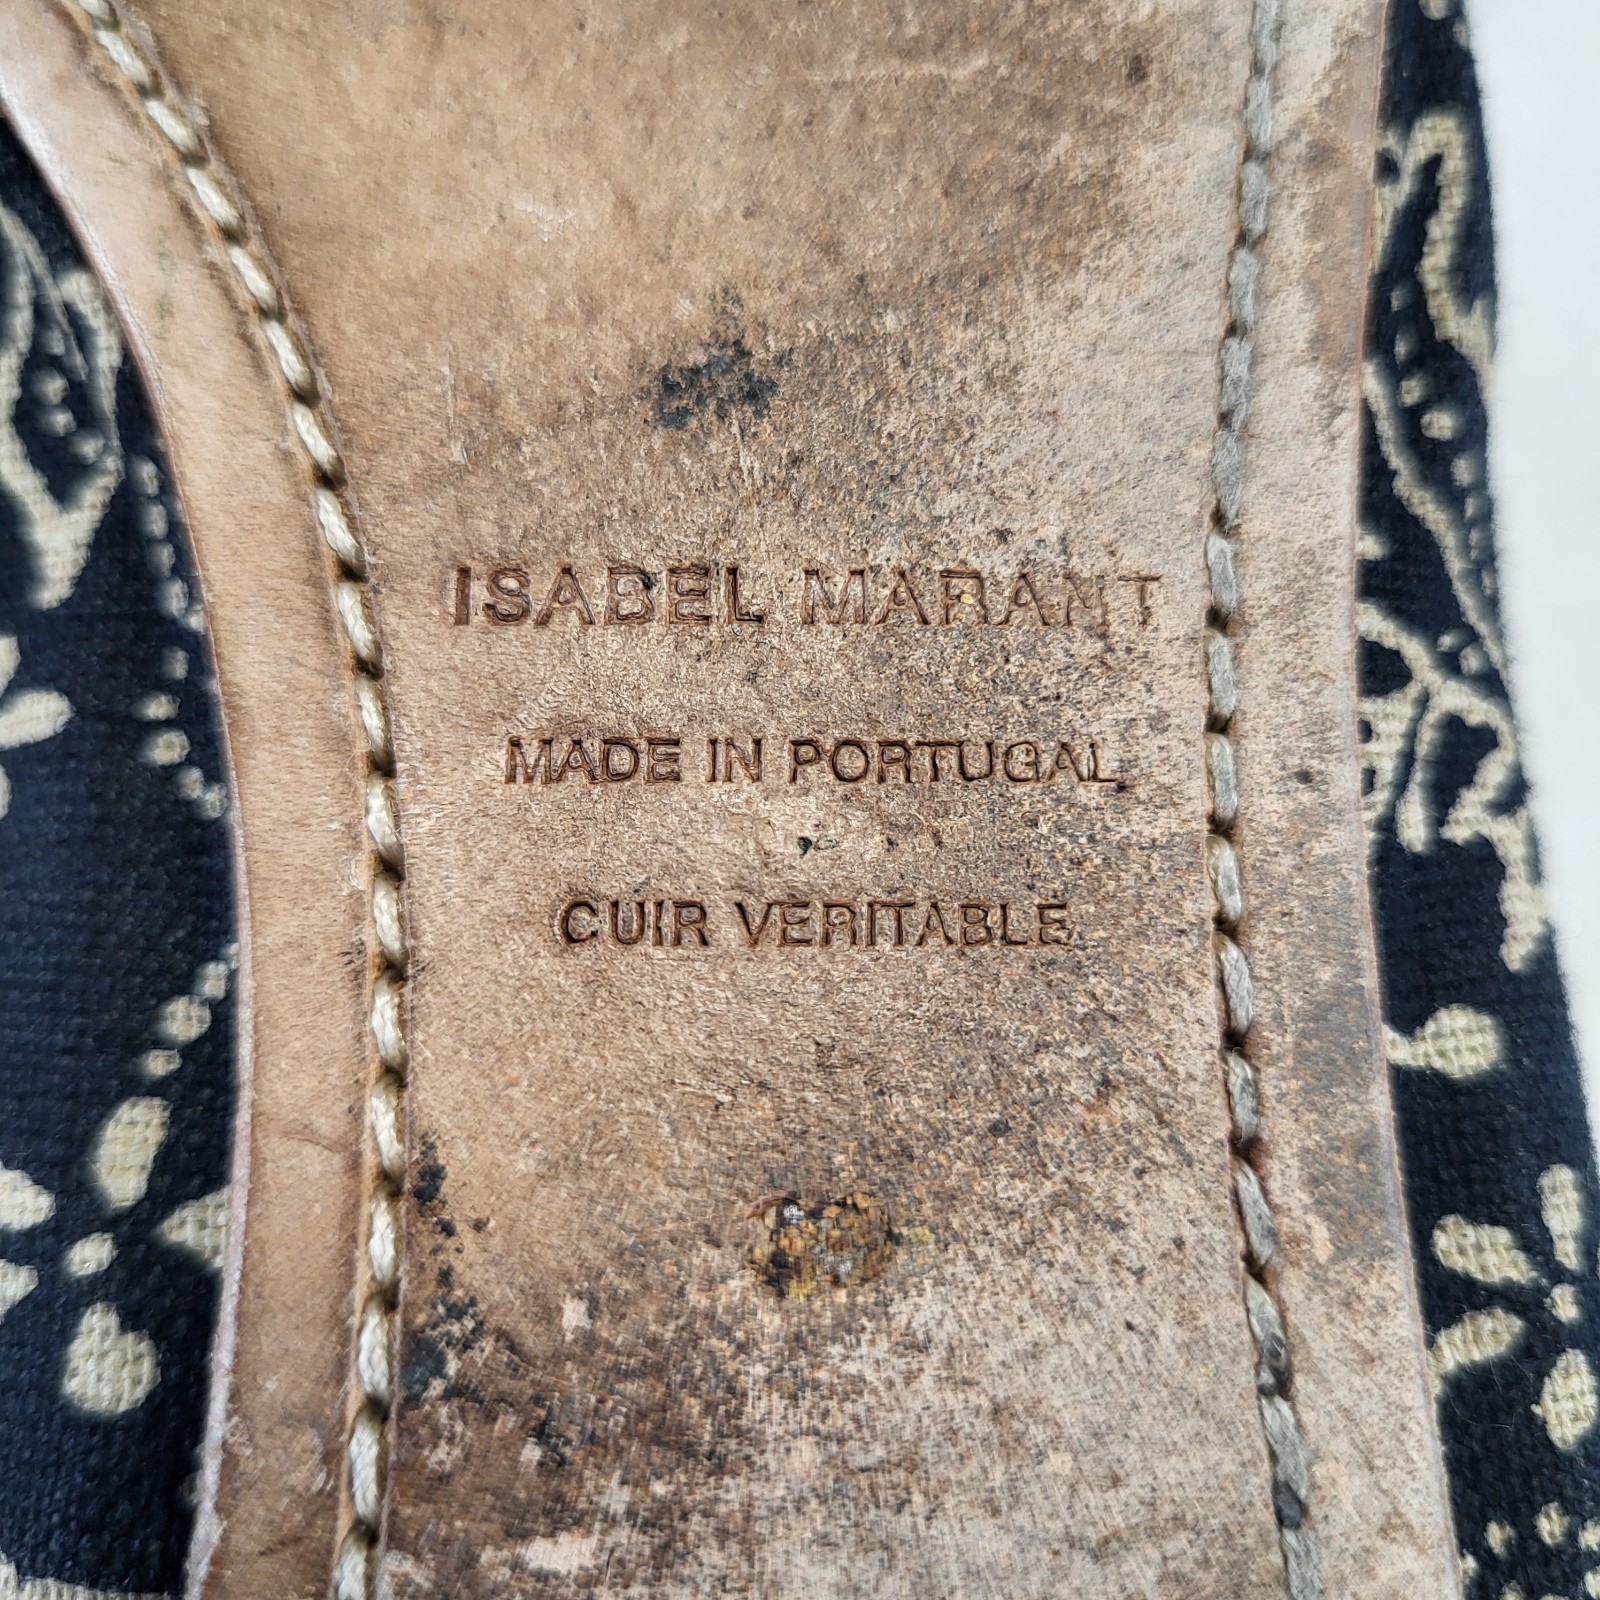 ISABEL MARANT
MADE IN PORTUGAL
CUIR VERITABLE